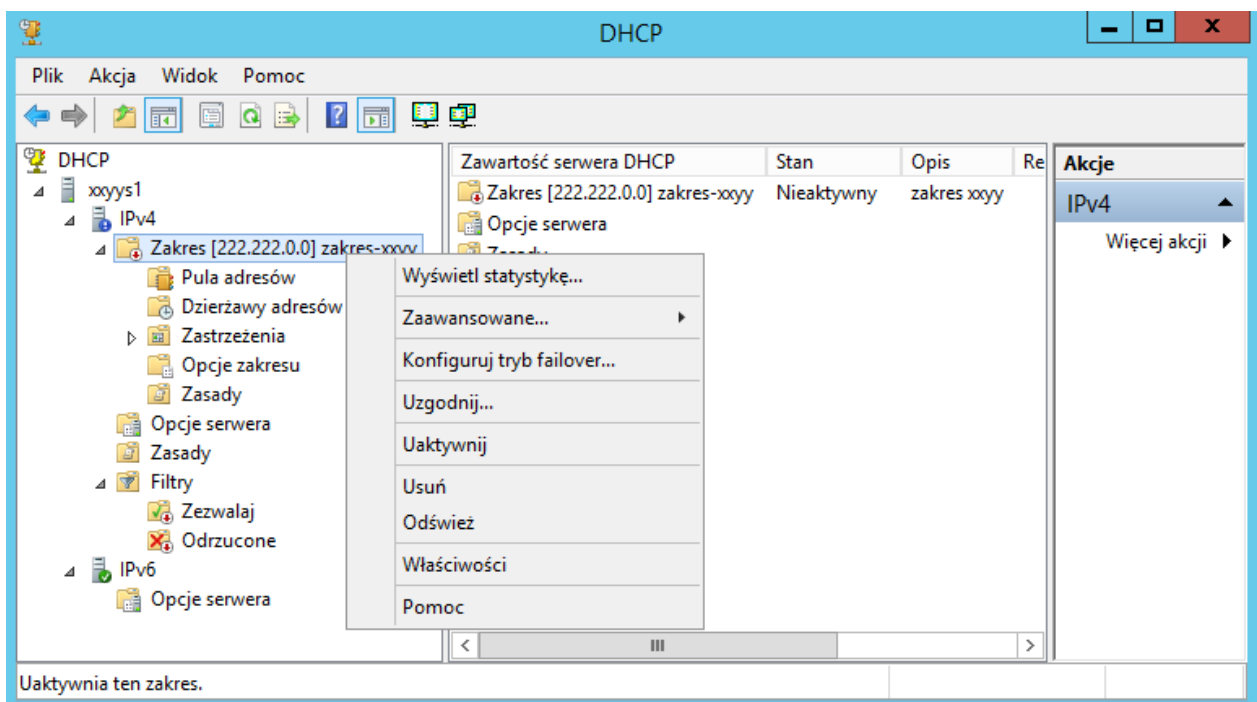 DHCP
Plik Akcja Widok Pomoc
DHCP
xxyys1
IPv4
Zakres [222.222.0.0] zakres-xxyy
Pula adresów
Dzierżawy adresów
Zastrzeżenia
Opcje zakresu
Zasady
Opcje serwera
Zasady
Filtry
Zezwalaj
Odrzucone
IPv6
Opcje serwera
Zawartość serwera DHCP Stan Opis Re
Zakres [222.222.0.0] zakres-xxyy Nieaktywny zakres xxyy
Opcje serwera
Zasady
Wyświetl statystykę...
Zaawansowane...
Konfiguruj tryb failover...
Uzgodnij...
Uaktywnij
Usuń
Odśwież
Właściwości
Pomoc
Akcje
IPv4
Więcej akcji
Uaktywnia ten zakres.